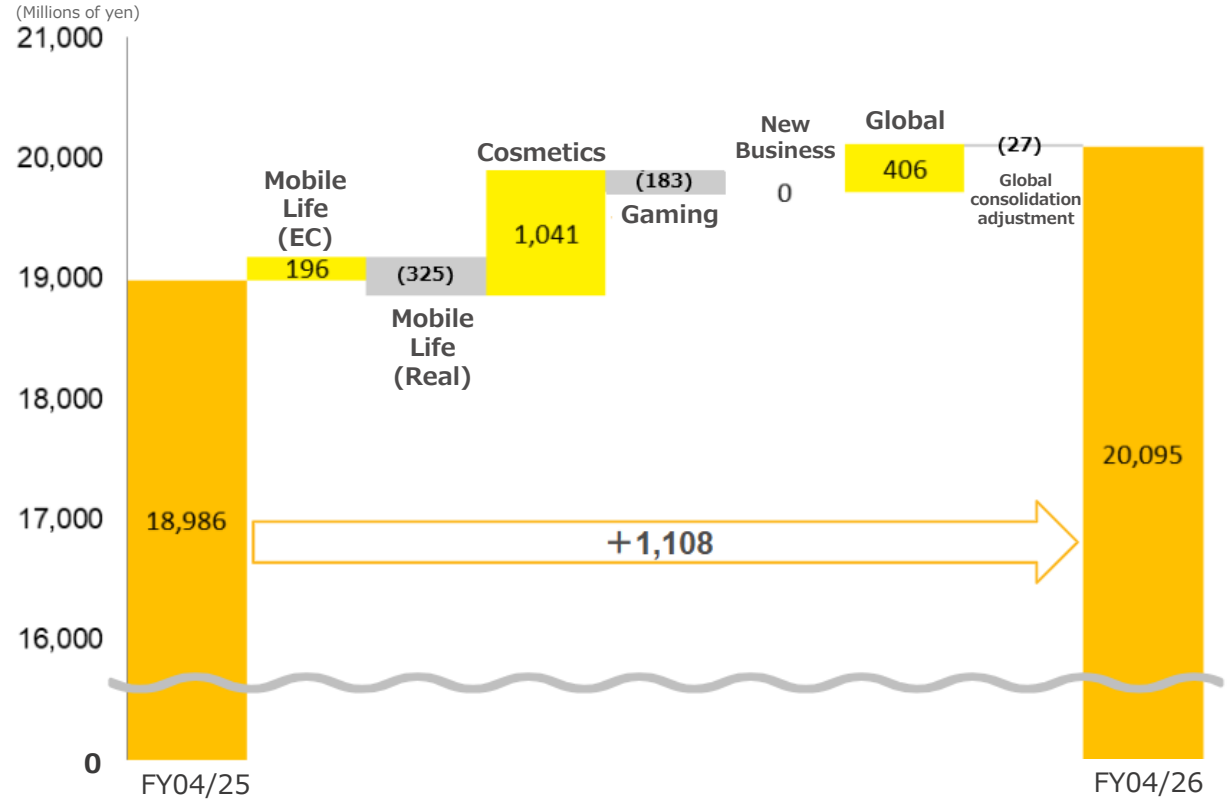 (Millions of yen)
21,000
20,000
19,000
18,000
17,000
16,000
0
18,986
FY04/25
Mobile
Life
(EC)
196
(325)
Mobile
Life
(Real)
Cosmetics
1,041
(183)
Gaming
New
Business
0
Global
406
(27)
Global
consolidation
adjustment
20,095
FY04/26
+1,108